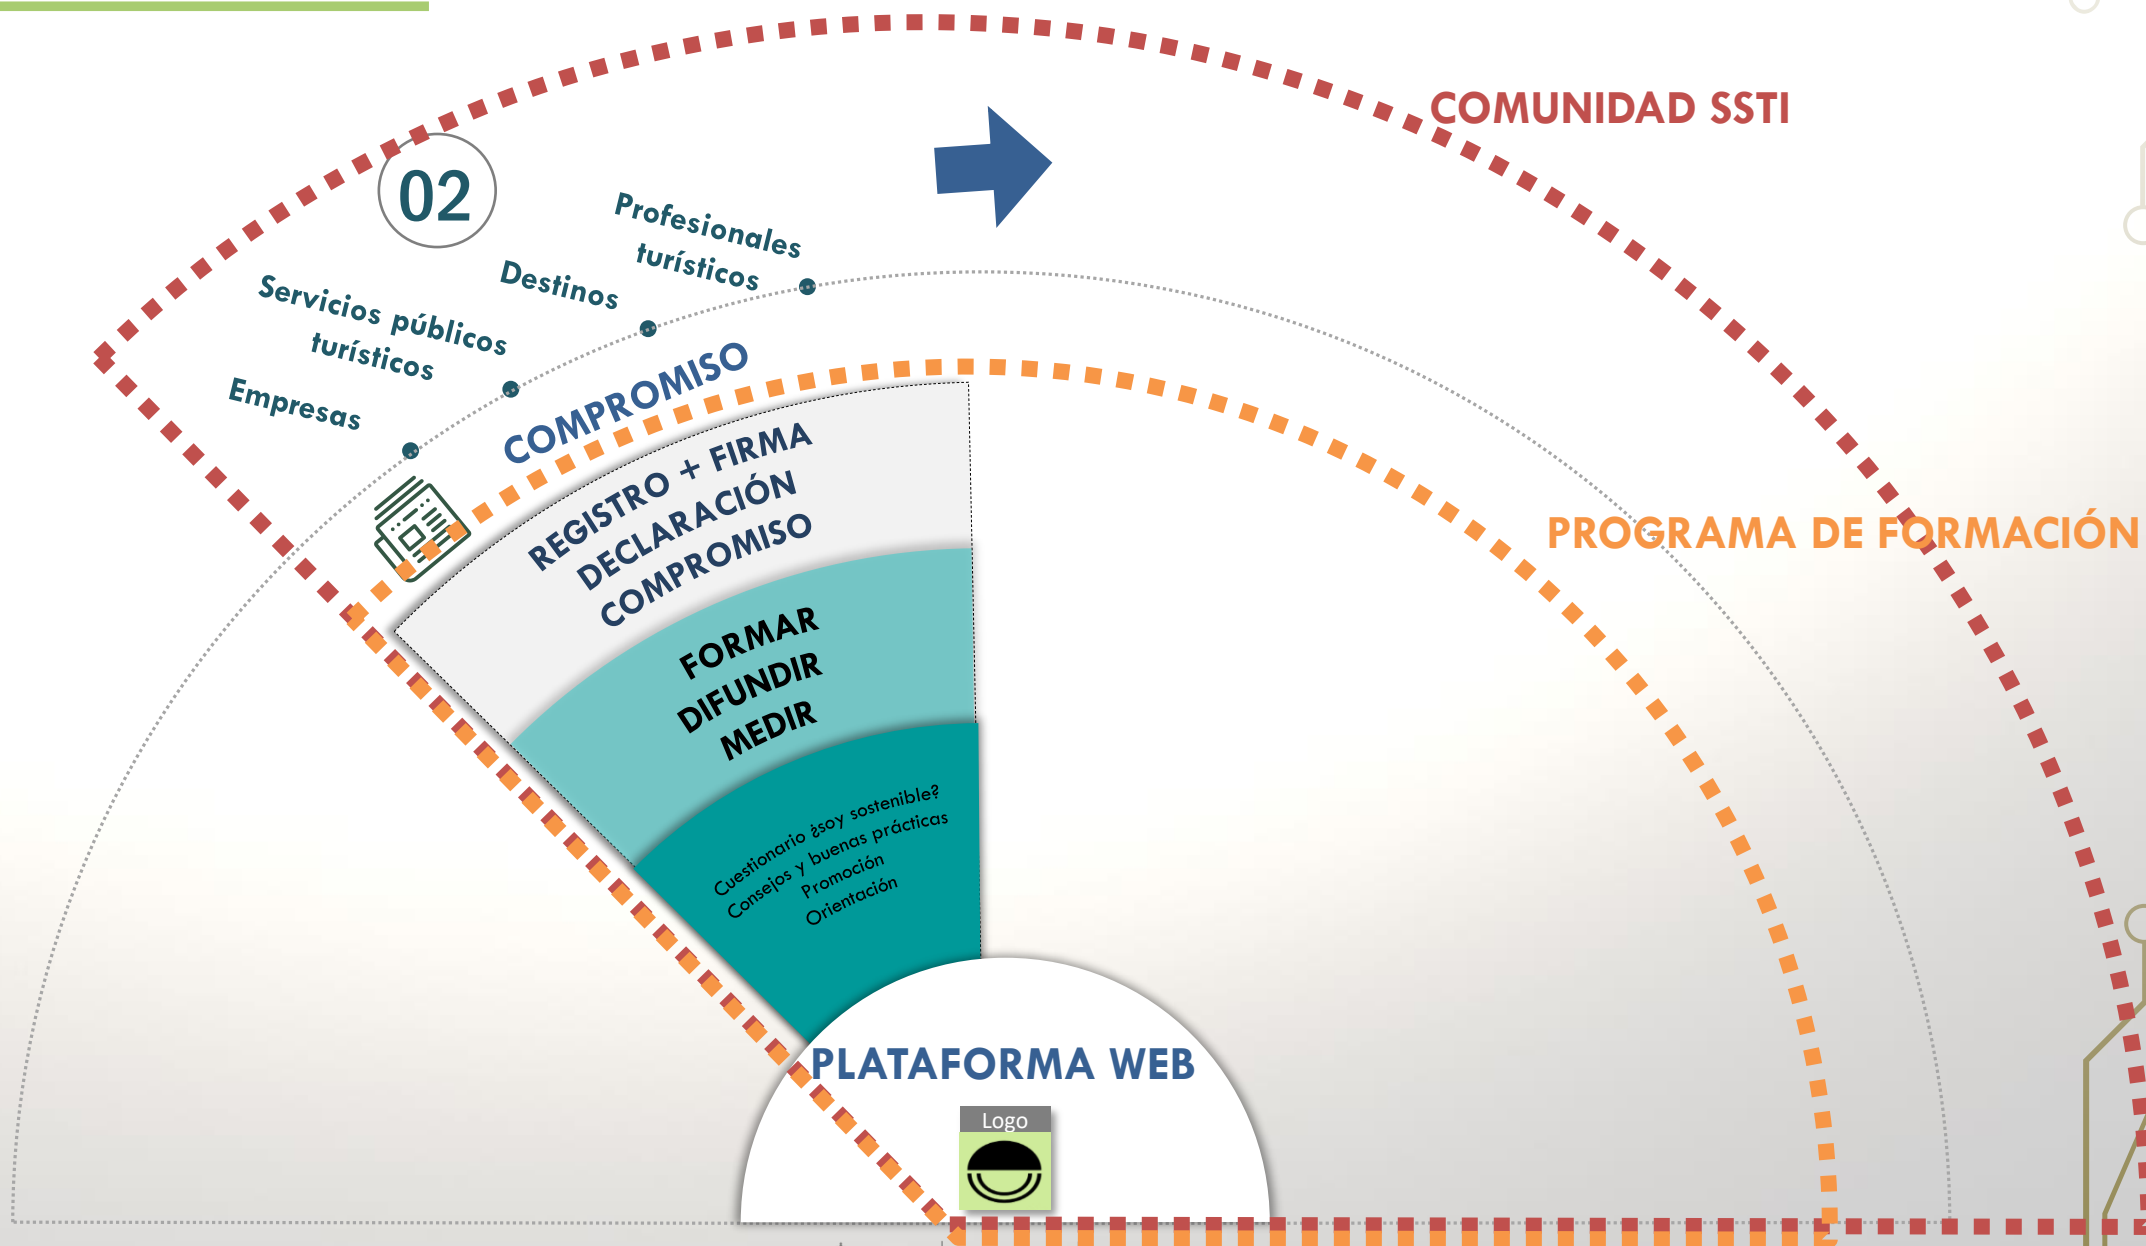 COMUNIDAD SSTI
02
Profesionales
turísticos
Destinos
Servicios públicos
turísticos
Empresas
COMPROMISO
REGISTRO + FIRMA
DECLARACIÓN
COMPROMISO
PROGRAMA DE FORMACIÓN
FORMAR
DIFUNDIR
MEDIR
Cuestionario ¿soy sostenible?
Consejos y buenas prácticas
Promoción
Orientación
PLATAFORMA WEB
Logo